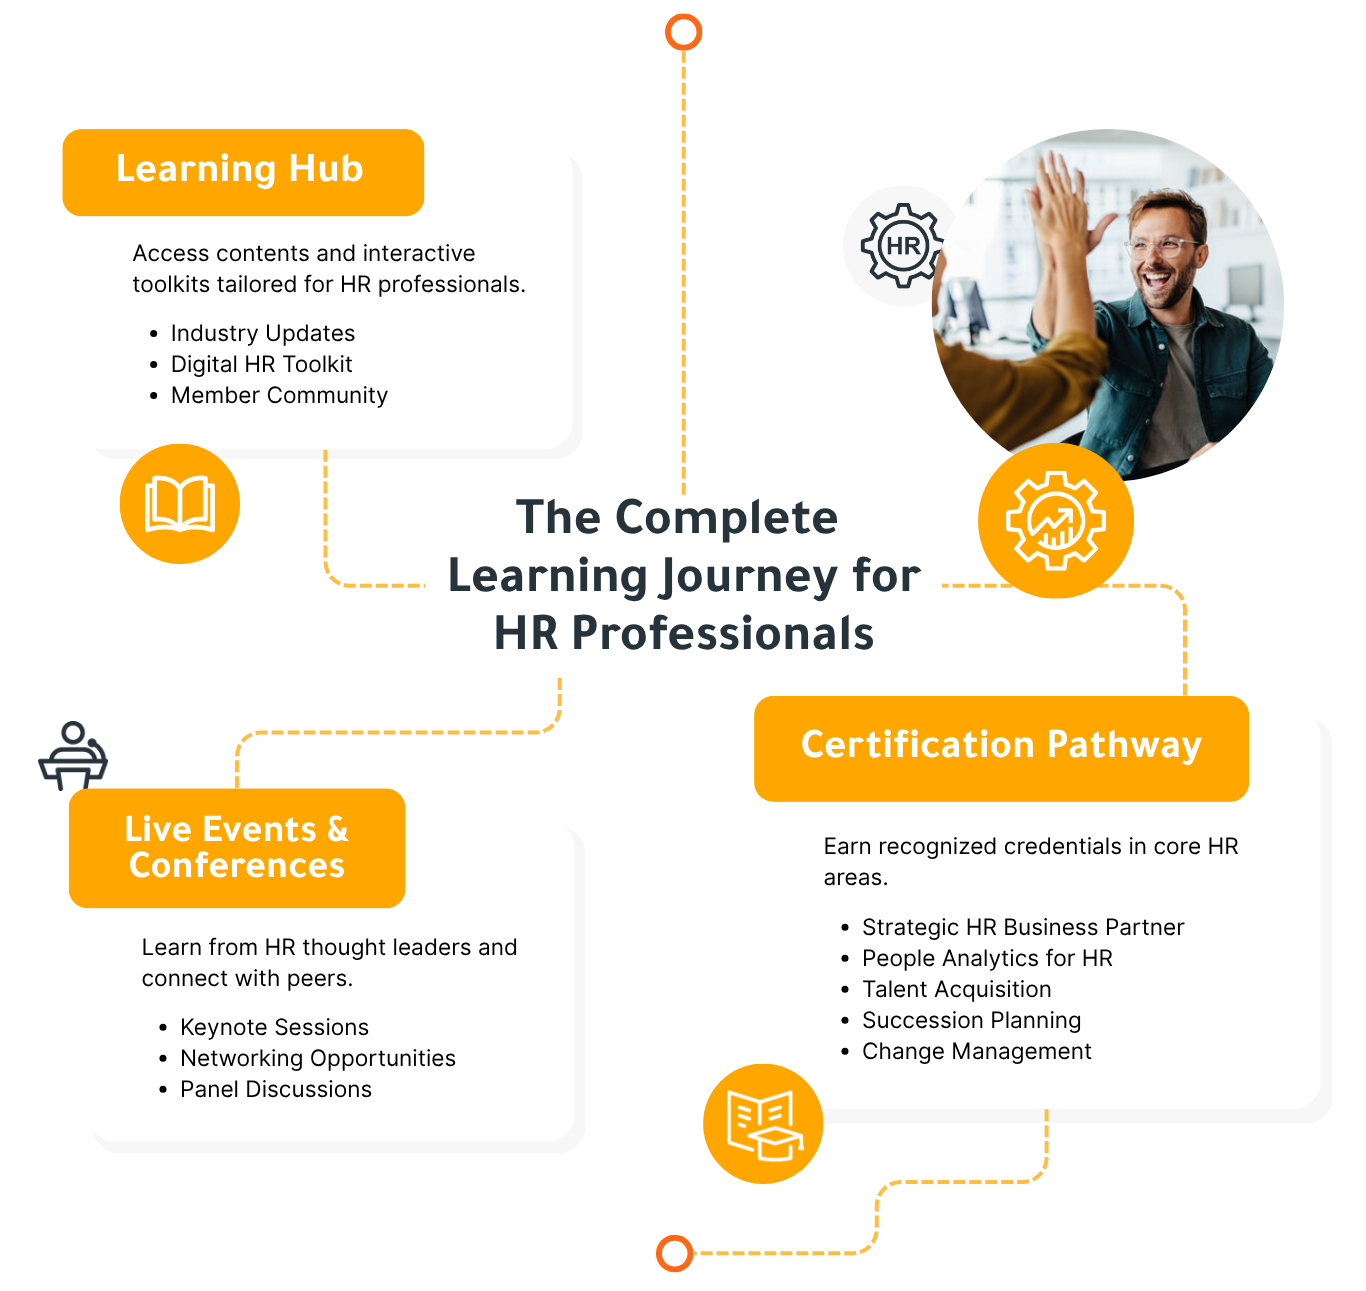 Learning Hub
Access contents and interactive
toolkits tailored for HR professionals.
• Industry Updates
• Digital HR Toolkit
• Member Community
HR
The Complete
Learning Journey for
HR Professionals
Live Events &
Conferences
Learn from HR thought leaders and
connect with peers.
• Keynote Sessions
• Networking Opportunities
• Panel Discussions
Certification Pathway
Earn recognized credentials in core HR
areas.
• Strategic HR Business Partner
• People Analytics for HR
• Talent Acquisition
• Succession Planning
• Change Management